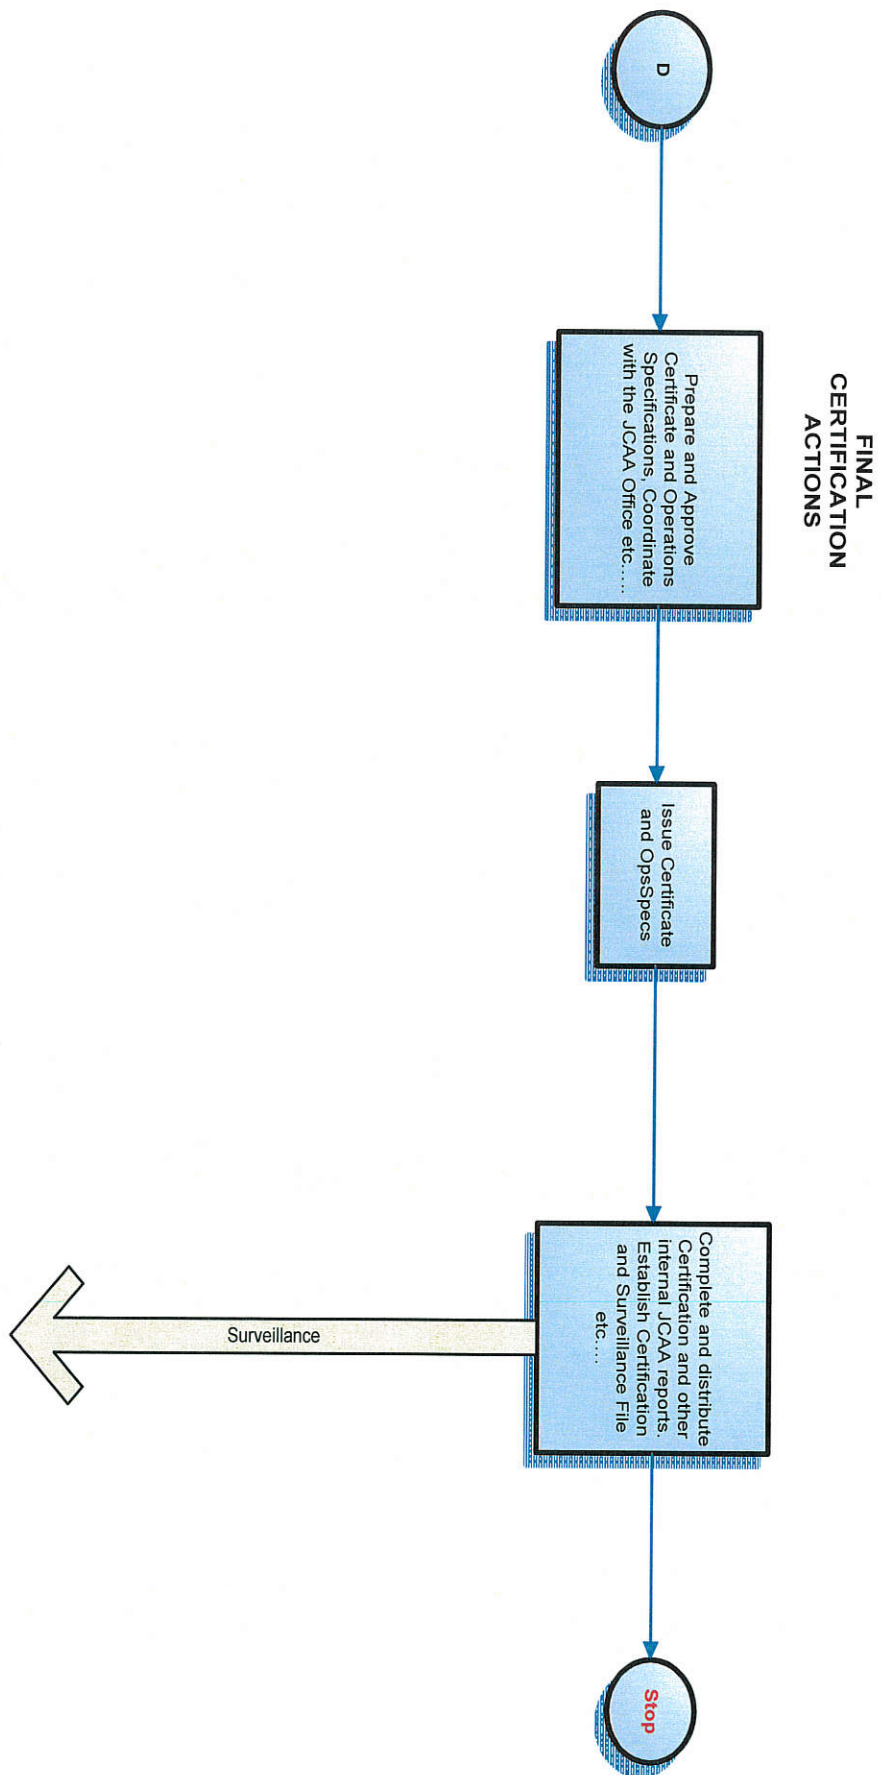 FINAL
CERTIFICATION
ACTIONS
D
Prepare and Approve
Certificate and Operations
Specifications, Coordinate
with the JCAA Office etc.....
Issue Certificate
and OpsSpecs
Complete and distribute
Certification and other
internal JCAA reports.
Establish Certification
and Surveillance File
etc....
Surveillance
Stop